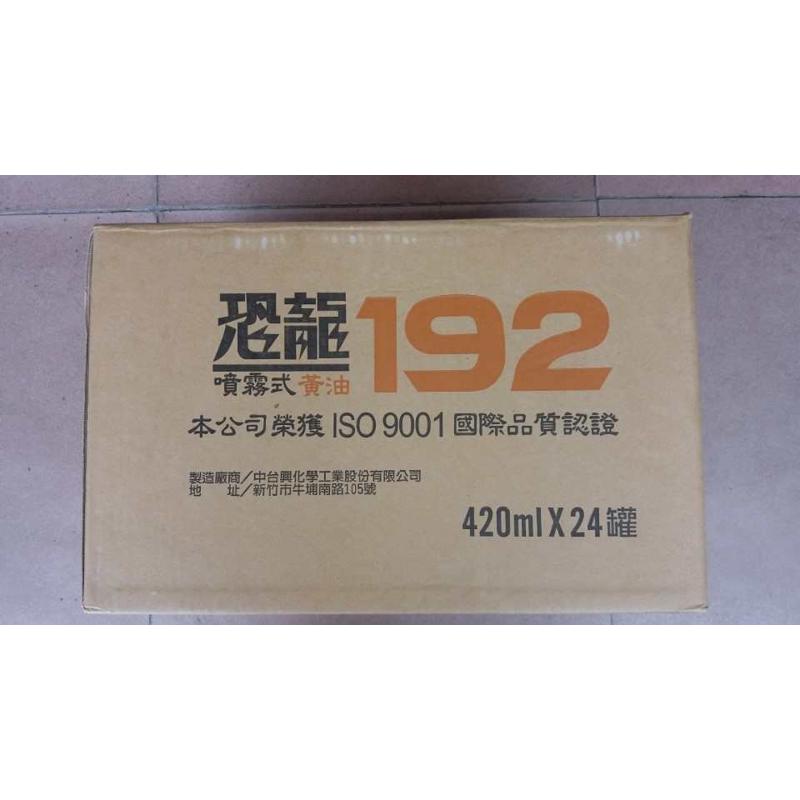 恐龍192
噴霧式黃油
本公司榮獲 ISO 9001 國際品質認證
製造廠商／中台興化學工業股份有限公司
地　址／新竹市牛埔南路105號
420ml X 24罐